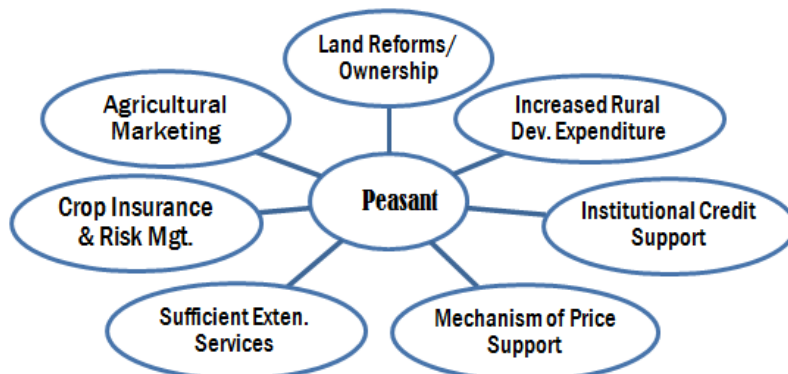 Land Reforms/
Ownership
Agricultural
Marketing
Increased Rural
Dev. Expenditure
Peasant
Crop Insurance
& Risk Mgt.
Institutional Credit
Support
Sufficient Exten.
Services
Mechanism of Price
Support